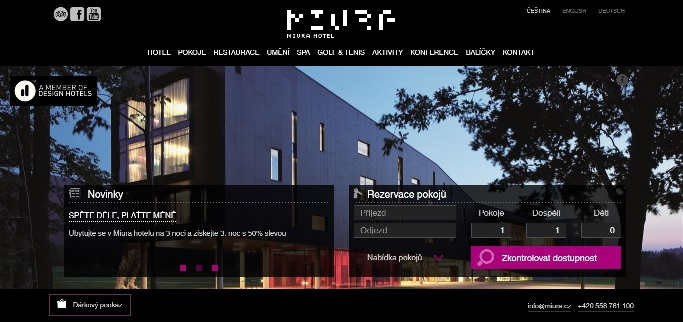 MIURA
MIURA HOTEL
ČEŠTINA ENGLISH DEUTSCH
HOTEL POKOJE RESTAURACE UMĚNÍ SPA GOLF & TENIS AKTIVITY KONFERENCE BALÍČKY KONTAKT
A MEMBER OF
DESIGN HOTELS
Novinky
SPĚTE DÉLE, PLAŤTE MÉNĚ
Ubytujte se v Miura hotelu na 3 noci a získejte 3. noc s 50% slevou
Rezervace pokojů
Příjezd
Odjezd
Pokoje Dospělí Děti
1 1 0
Nabídka pokojů
Zkontrolovat dostupnost
Dárkový poukaz
info@miura.cz +420 558 761 100